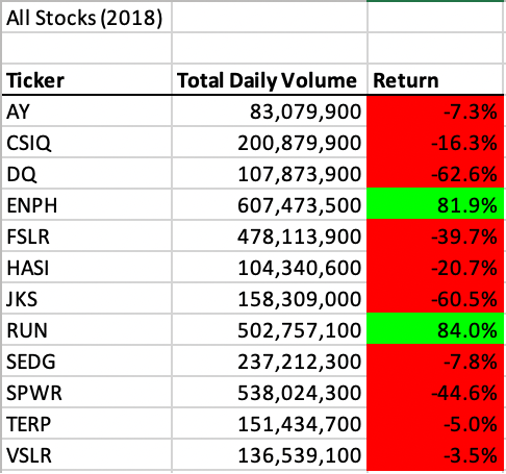 All Stocks (2018)
Ticker Total Daily Volume Return
AY 83,079,900 -7.3%
CSIQ 200,879,900 -16.3%
DQ 107,873,900 -62.6%
ENPH 607,473,500 81.9%
FSLR 478,113,900 -39.7%
HASI 104,340,600 -20.7%
JKS 158,309,000 -60.5%
RUN 502,757,100 84.0%
SEDG 237,212,300 -7.8%
SPWR 538,024,300 -44.6%
TERP 151,434,700 -5.0%
VSLR 136,539,100 -3.5%